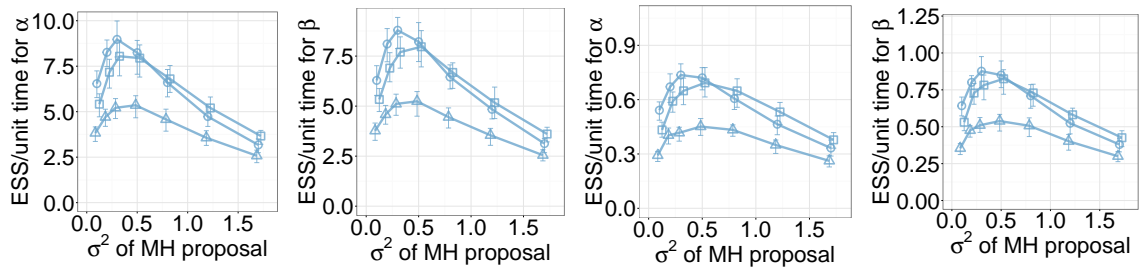 ESS/unit time for α
10.0
7.5
5.0
2.5
0.0
0.0 0.5 1.0 1.5
σ² of MH proposal
ESS/unit time for β
7.5
5.0
2.5
0.0
0.0 0.5 1.0 1.5
σ² of MH proposal
ESS/unit time for α
0.9
0.6
0.3
0.0
0.0 0.5 1.0 1.5
σ² of MH proposal
ESS/unit time for β
1.25
1.00
0.75
0.50
0.25
0.00
0.0 0.5 1.0 1.5
σ² of MH proposal